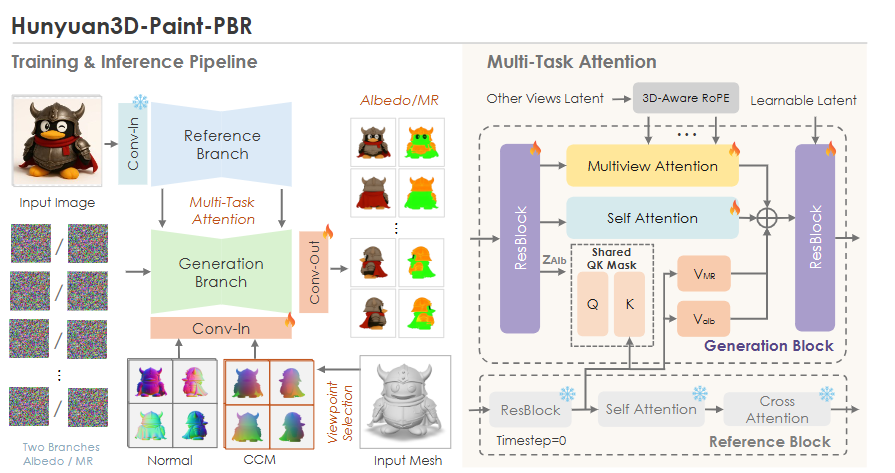 Hunyuan3D-Paint-PBR
Training & Inference Pipeline
Input Image
Conv-In
Reference
Branch
Multi-Task
Attention
Generation
Branch
Conv-Out
Conv-In
Albedo/MR
/
/
/
/
Two Branches
Albedo / MR
Normal
CCM
Viewpoint
Selection
Input Mesh
Multi-Task Attention
Other Views Latent
3D-Aware RoPE
Learnable Latent
ResBlock
Multiview Attention
Self Attention
ZAlb
Shared
QK Mask
Q
K
VMR
Valb
ResBlock
Generation Block
ResBlock
Self Attention
Cross
Attention
Timestep=0
Reference Block